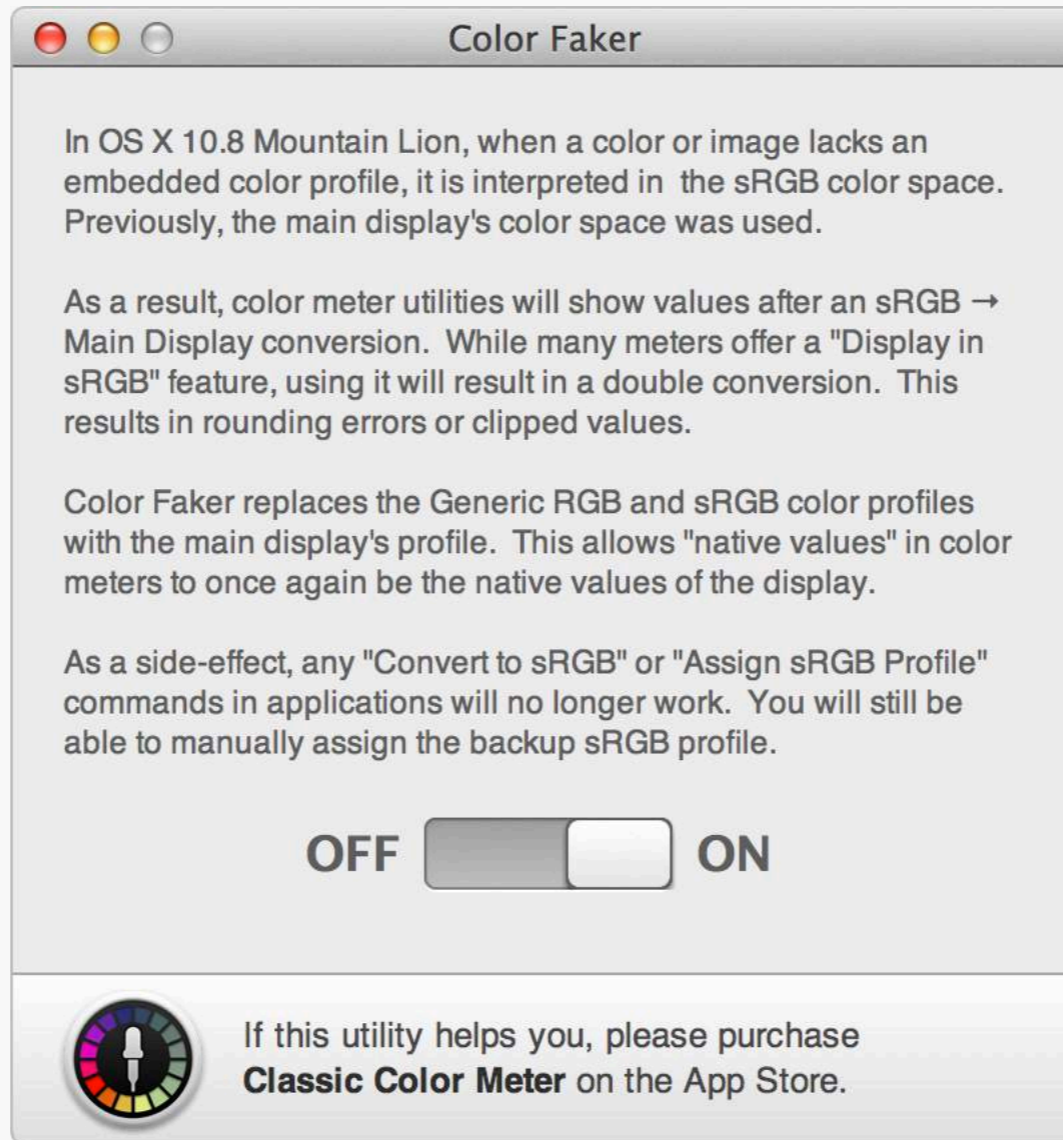 Color Faker
In OS X 10.8 Mountain Lion, when a color or image lacks an
embedded color profile, it is interpreted in  the sRGB color space.
Previously, the main display's color space was used.
As a result, color meter utilities will show values after an sRGB →
Main Display conversion.  While many meters offer a "Display in
sRGB" feature, using it will result in a double conversion.  This
results in rounding errors or clipped values.
Color Faker replaces the Generic RGB and sRGB color profiles
with the main display's profile.  This allows "native values" in color
meters to once again be the native values of the display.
As a side-effect, any "Convert to sRGB" or "Assign sRGB Profile"
commands in applications will no longer work.  You will still be
able to manually assign the backup sRGB profile.
OFF ON
If this utility helps you, please purchase
Classic Color Meter on the App Store.